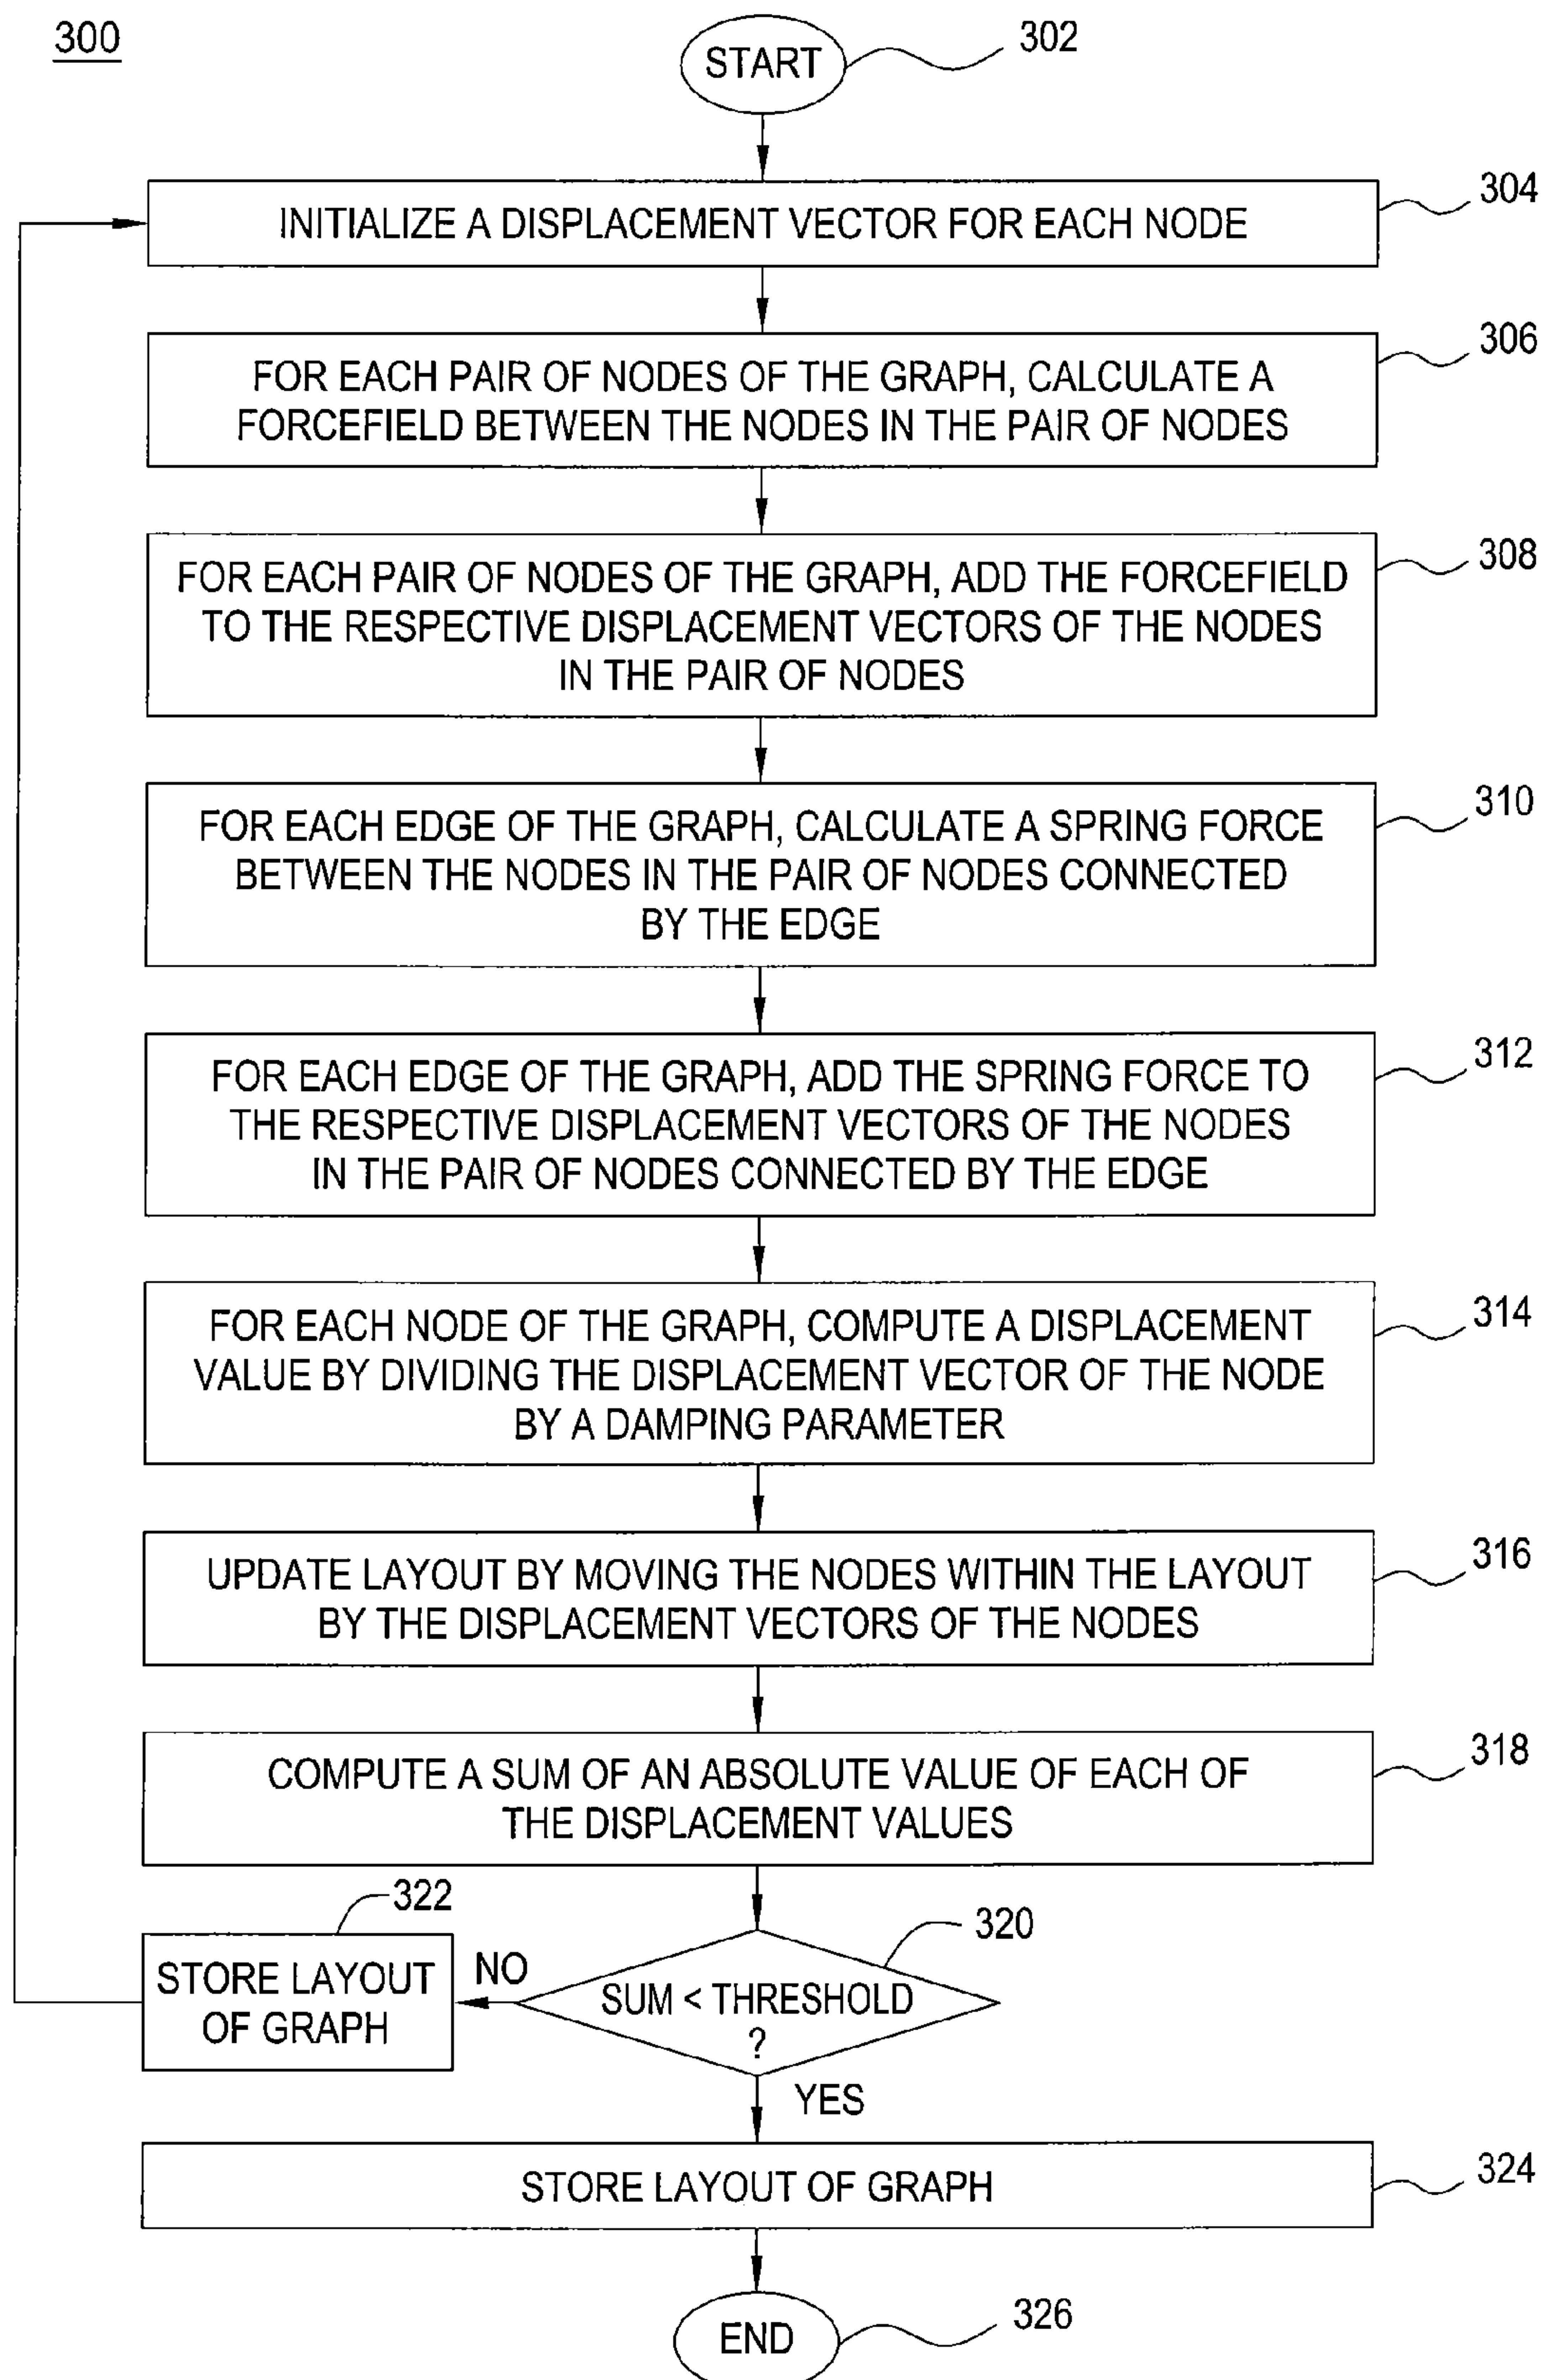 300
START
302
INITIALIZE A DISPLACEMENT VECTOR FOR EACH NODE
304
FOR EACH PAIR OF NODES OF THE GRAPH, CALCULATE A
FORCEFIELD BETWEEN THE NODES IN THE PAIR OF NODES
306
FOR EACH PAIR OF NODES OF THE GRAPH, ADD THE FORCEFIELD
TO THE RESPECTIVE DISPLACEMENT VECTORS OF THE NODES
IN THE PAIR OF NODES
308
FOR EACH EDGE OF THE GRAPH, CALCULATE A SPRING FORCE
BETWEEN THE NODES IN THE PAIR OF NODES CONNECTED
BY THE EDGE
310
FOR EACH EDGE OF THE GRAPH, ADD THE SPRING FORCE TO
THE RESPECTIVE DISPLACEMENT VECTORS OF THE NODES
IN THE PAIR OF NODES CONNECTED BY THE EDGE
312
FOR EACH NODE OF THE GRAPH, COMPUTE A DISPLACEMENT
VALUE BY DIVIDING THE DISPLACEMENT VECTOR OF THE NODE
BY A DAMPING PARAMETER
314
UPDATE LAYOUT BY MOVING THE NODES WITHIN THE LAYOUT
BY THE DISPLACEMENT VECTORS OF THE NODES
316
COMPUTE A SUM OF AN ABSOLUTE VALUE OF EACH OF
THE DISPLACEMENT VALUES
318
322
STORE LAYOUT
OF GRAPH
NO
SUM < THRESHOLD
?
320
YES
STORE LAYOUT OF GRAPH
324
END
326